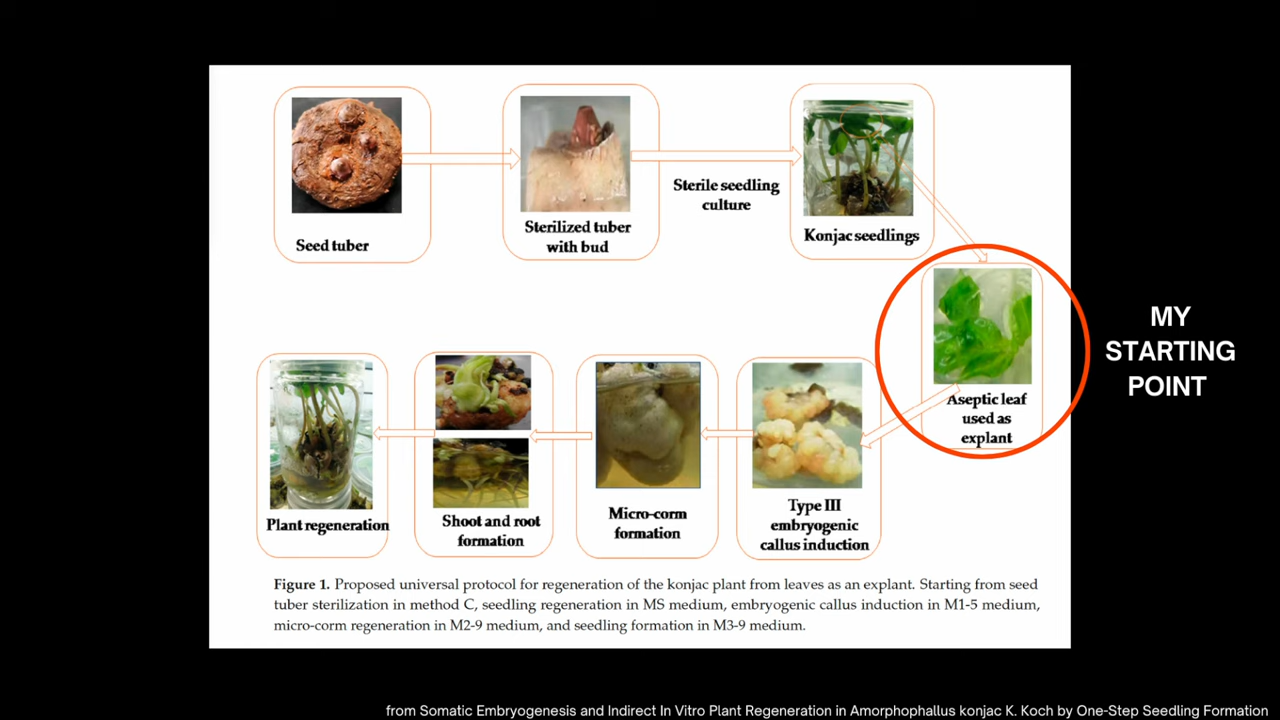 Seed tuber
Sterilized tuber
with bud
Sterile seedling
culture
Konjac seedlings
MY
STARTING
POINT
Aseptic leaf
used as
explant
Plant regeneration
Shoot and root
formation
Micro-corm
formation
Type III
embryogenic
callus induction
Figure 1. Proposed universal protocol for regeneration of the konjac plant from leaves as an explant. Starting from seed
tuber sterilization in method C, seedling regeneration in MS medium, embryogenic callus induction in M1-5 medium,
micro-corm regeneration in M2-9 medium, and seedling formation in M3-9 medium.
from Somatic Embryogenesis and Indirect In Vitro Plant Regeneration in Amorphophallus konjac K. Koch by One-Step Seedling Formation